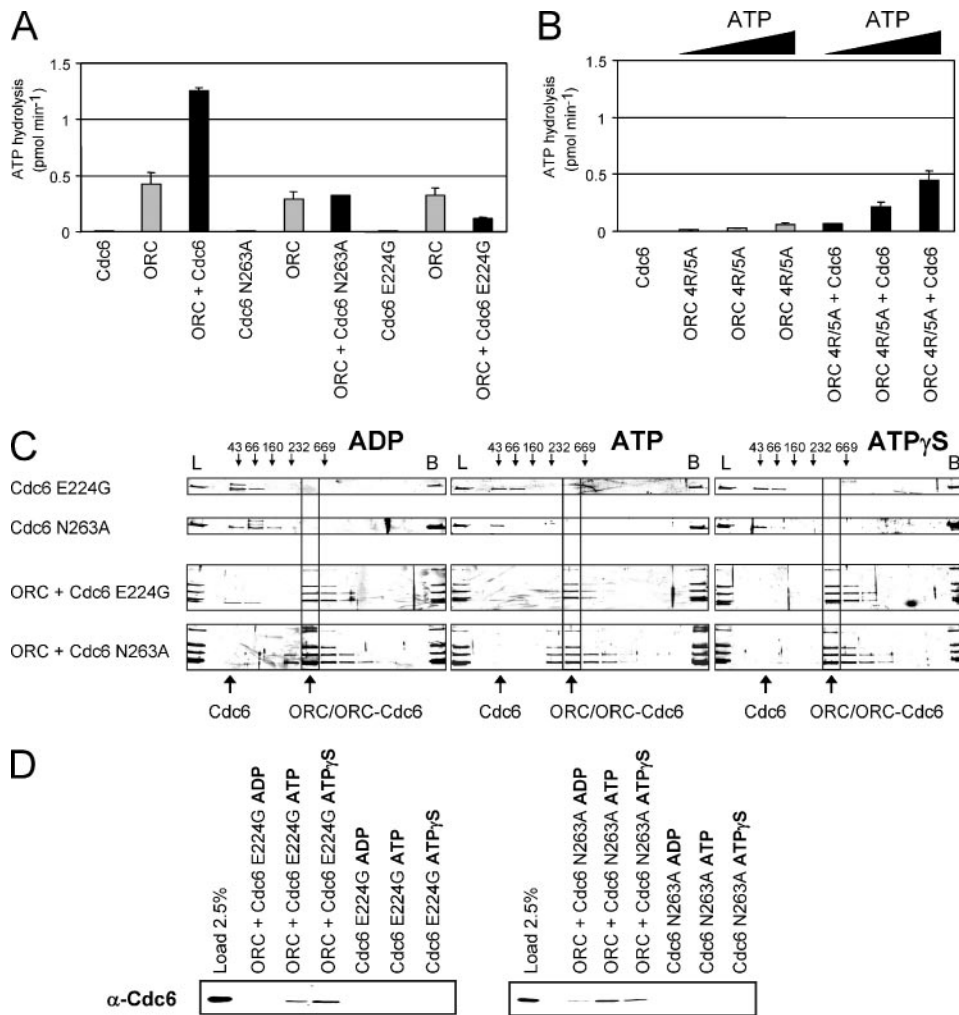 A
ATP hydrolysis
(pmol min-1)
1.5
1
0.5
0
Cdc6
ORC
ORC + Cdc6
Cdc6 N263A
ORC
ORC + Cdc6 N263A
Cdc6 E224G
ORC
ORC + Cdc6 E224G
B
ATP
ATP
ATP hydrolysis
(pmol min-1)
1.5
1
0.5
0
Cdc6
ORC 4R/5A
ORC 4R/5A
ORC 4R/5A
ORC 4R/5A + Cdc6
ORC 4R/5A + Cdc6
ORC 4R/5A + Cdc6
C
L 43 66 160 232 669 ADP B
L 43 66 160 232 669 ATP B
L 43 66 160 232 669 ATPγS B
Cdc6 E224G
Cdc6 N263A
ORC + Cdc6 E224G
ORC + Cdc6 N263A
Cdc6 ORC/ORC-Cdc6
Cdc6 ORC/ORC-Cdc6
Cdc6 ORC/ORC-Cdc6
D
Load 2.5%
ORC + Cdc6 E224G ADP
ORC + Cdc6 E224G ATP
ORC + Cdc6 E224G ATPγS
Cdc6 E224G ADP
Cdc6 E224G ATP
Cdc6 E224G ATPγS
Load 2.5%
ORC + Cdc6 N263A ADP
ORC + Cdc6 N263A ATP
ORC + Cdc6 N263A ATPγS
Cdc6 N263A ADP
Cdc6 N263A ATP
Cdc6 N263A ATPγS
α-Cdc6